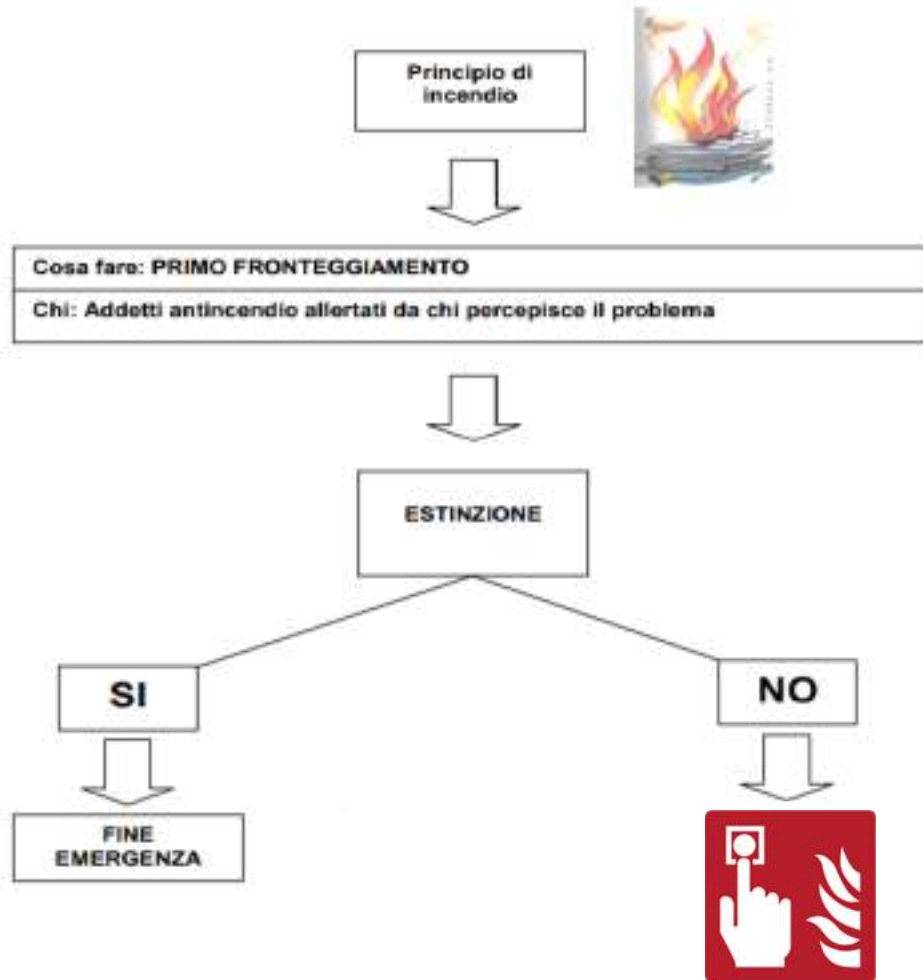 Principio di
incendio
Cosa fare: PRIMO FRONTEGGIAMENTO
Chi: Addetti antincendio allertati da chi percepisce il problema
ESTINZIONE
SI
NO
FINE
EMERGENZA